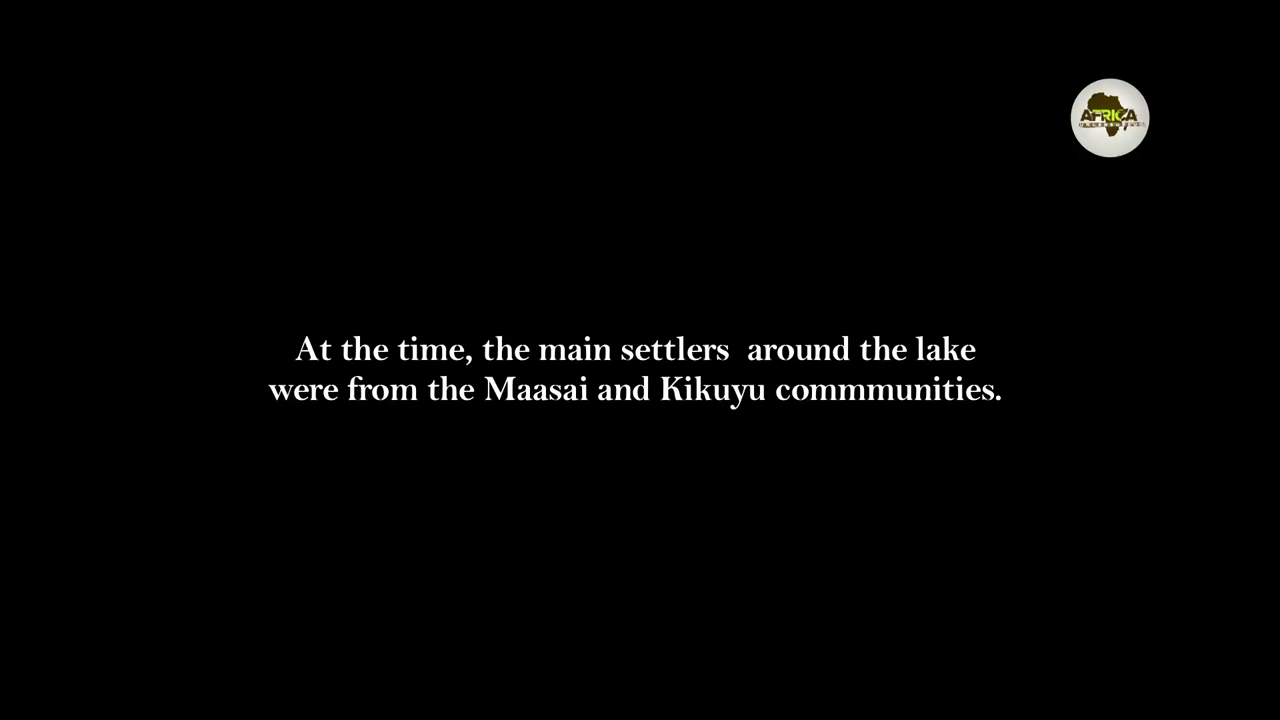 AFRICA
At the time, the main settlers  around the lake
were from the Maasai and Kikuyu commmunities.